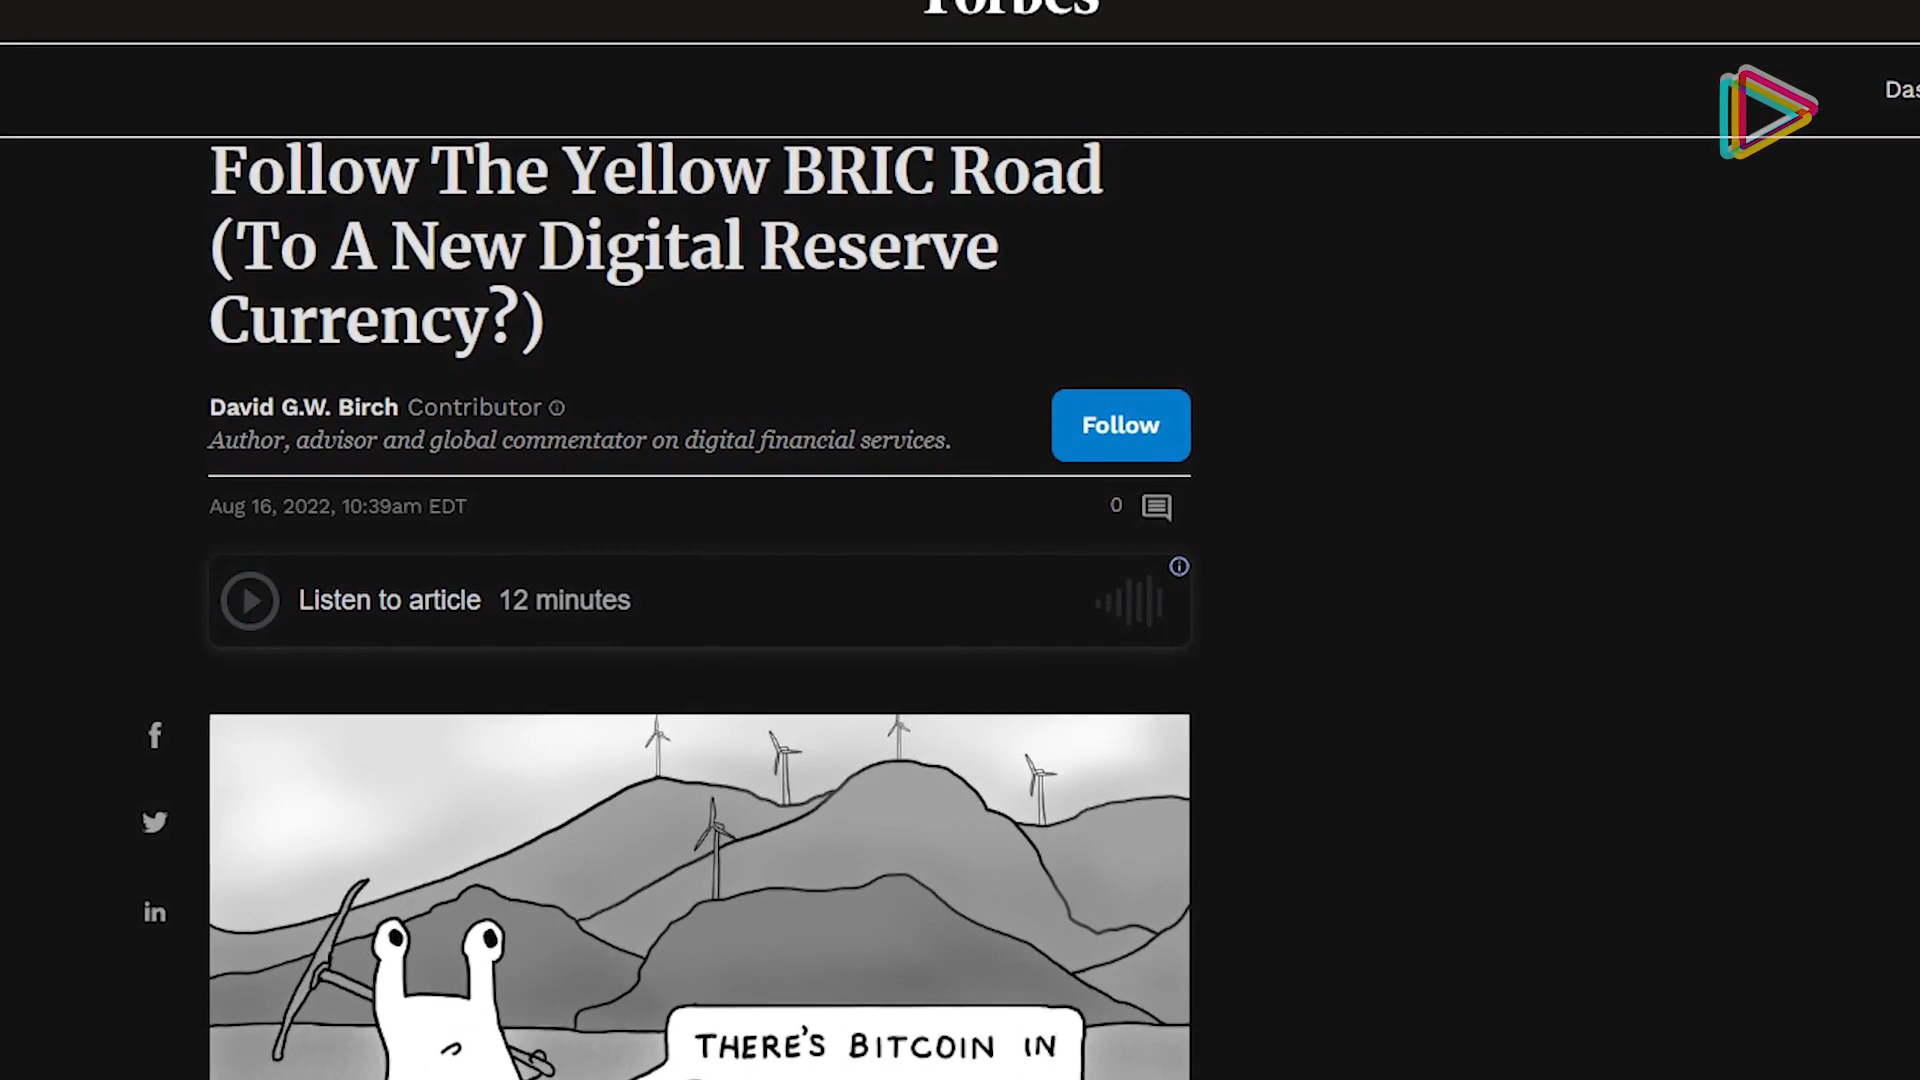 Forbes
Das
Follow The Yellow BRIC Road
(To A New Digital Reserve
Currency?)
David G.W. Birch Contributor
Author, advisor and global commentator on digital financial services.
Follow
Aug 16, 2022, 10:39am EDT
0
Listen to article 12 minutes
THERE'S BITCOIN IN